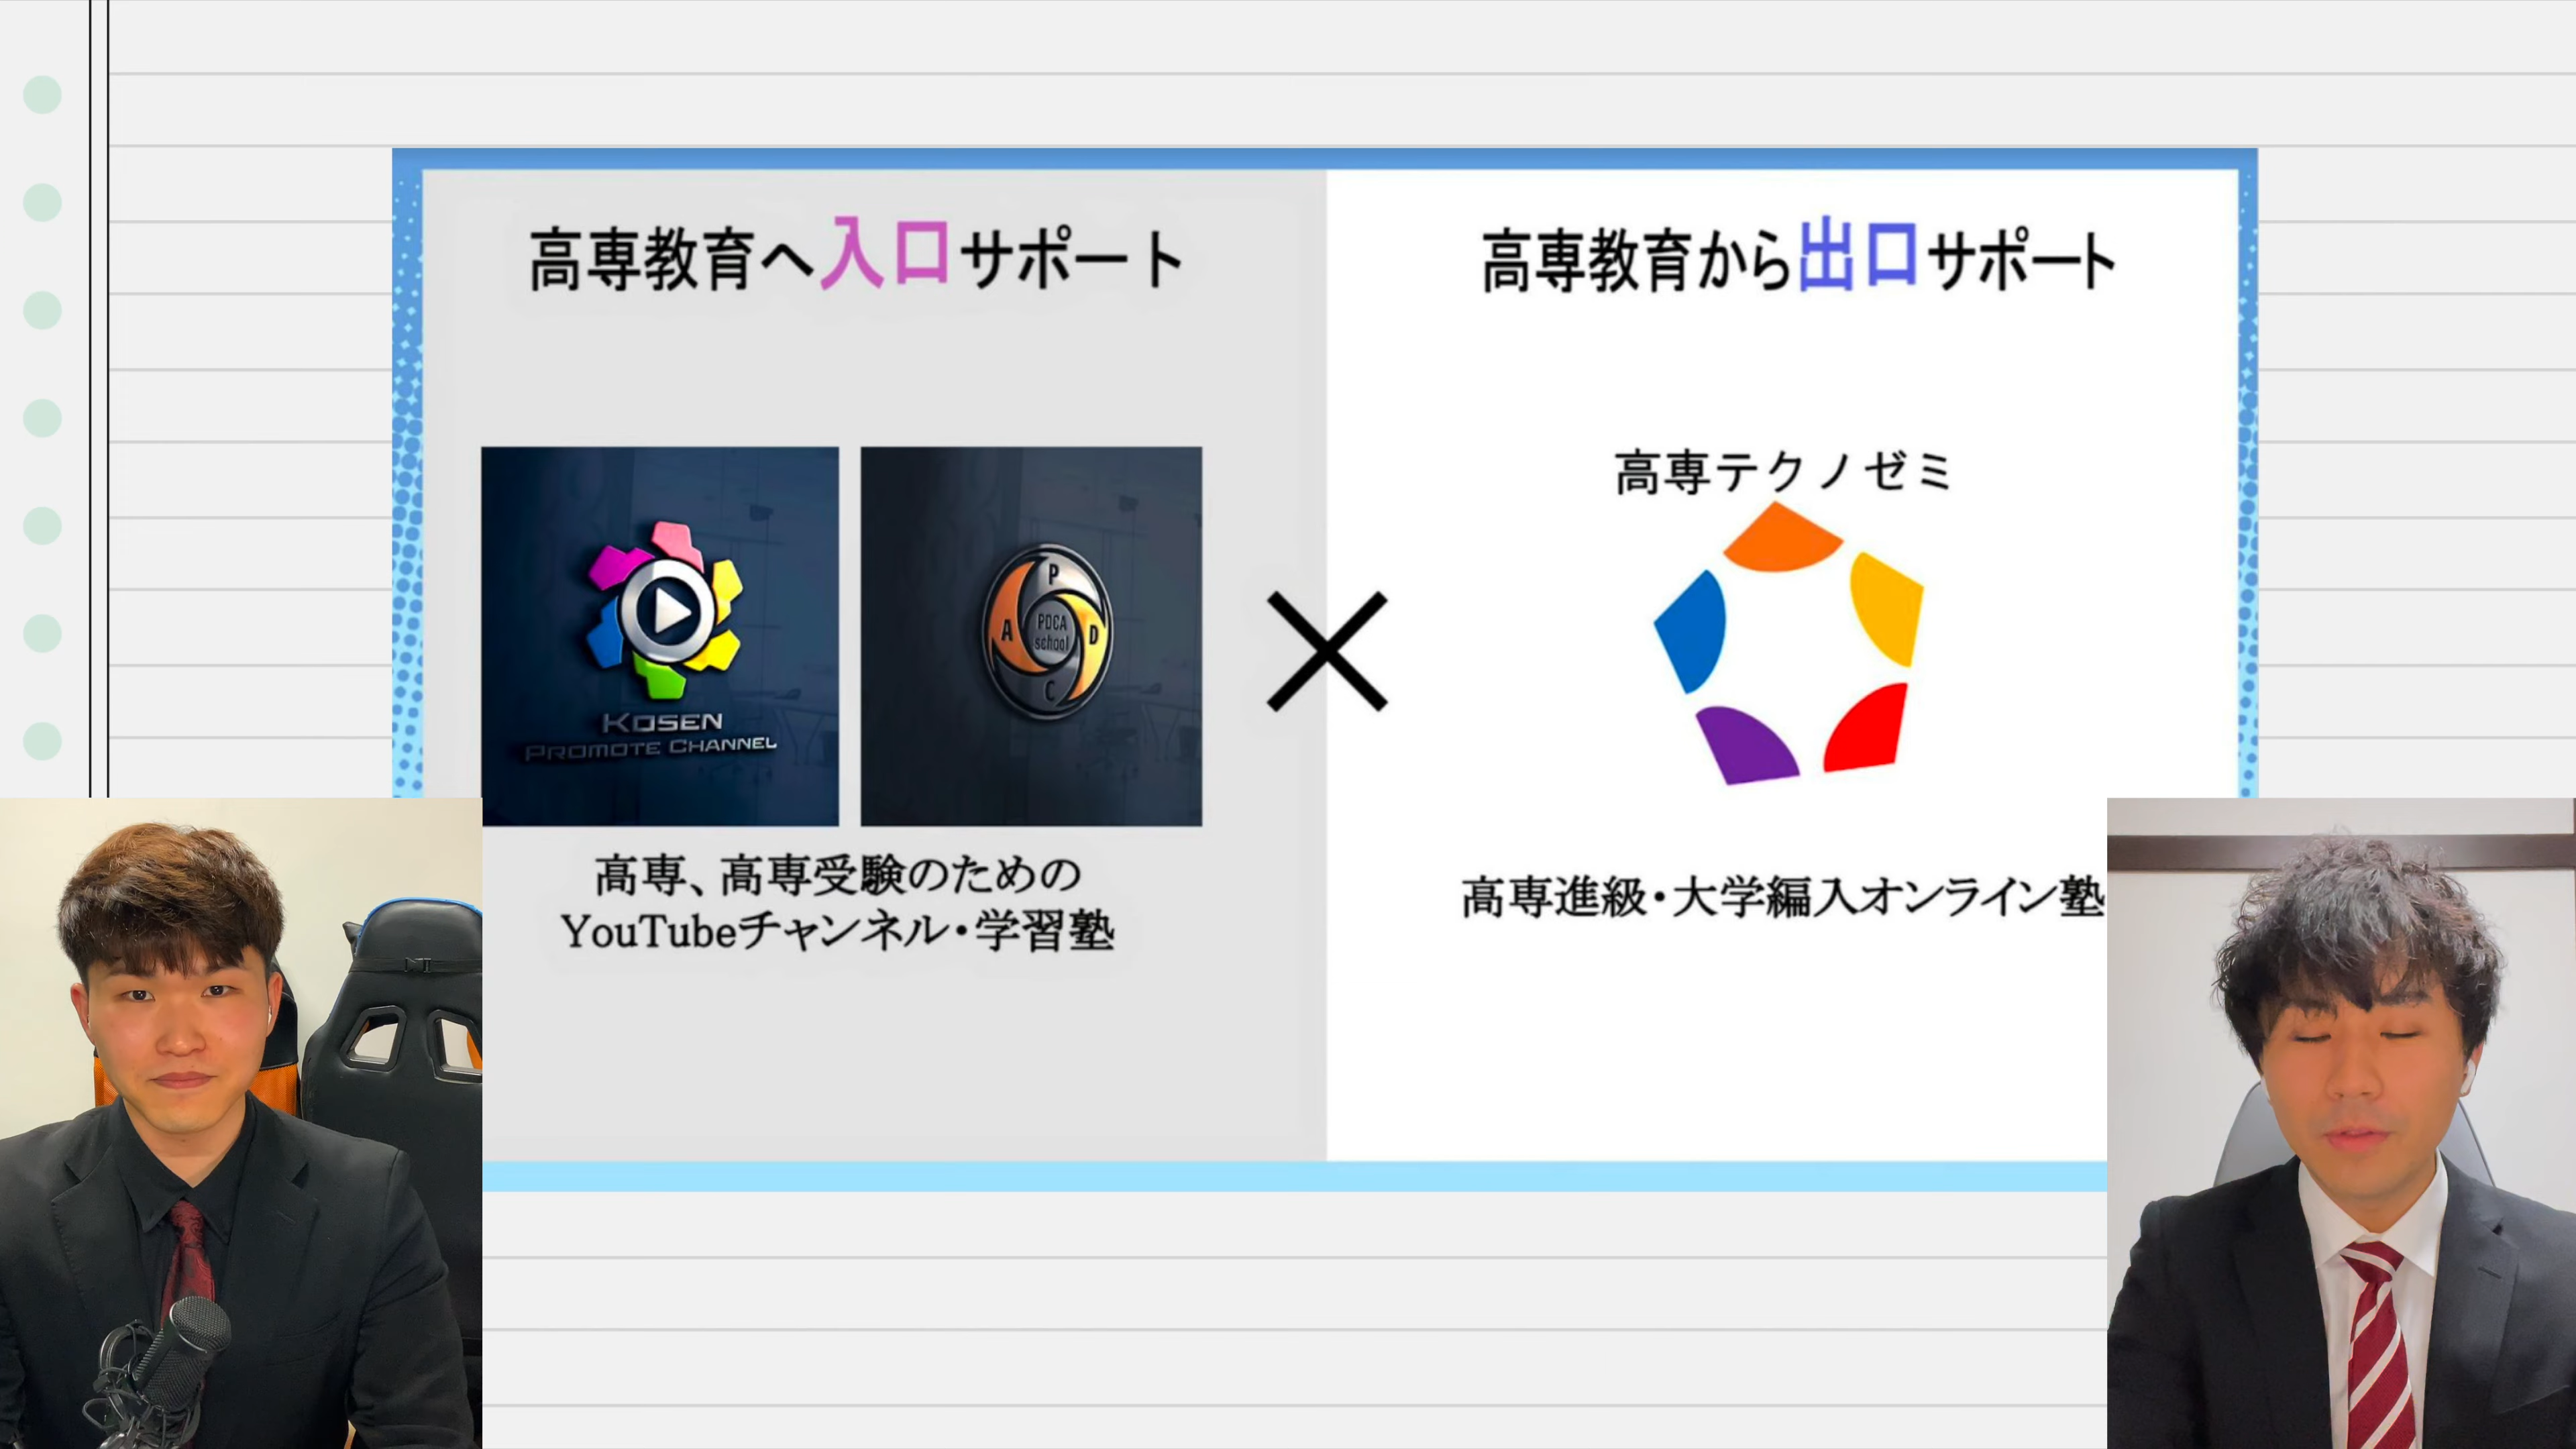 高専教育へ入口サポート
高専教育から出口サポート
KOSEN
PROMOTE CHANNEL
P
A
PDCA
school
D
C
高専テクノゼミ
高専、高専受験のための
YouTubeチャンネル・学習塾
高専進級・大学編入オンライン塾